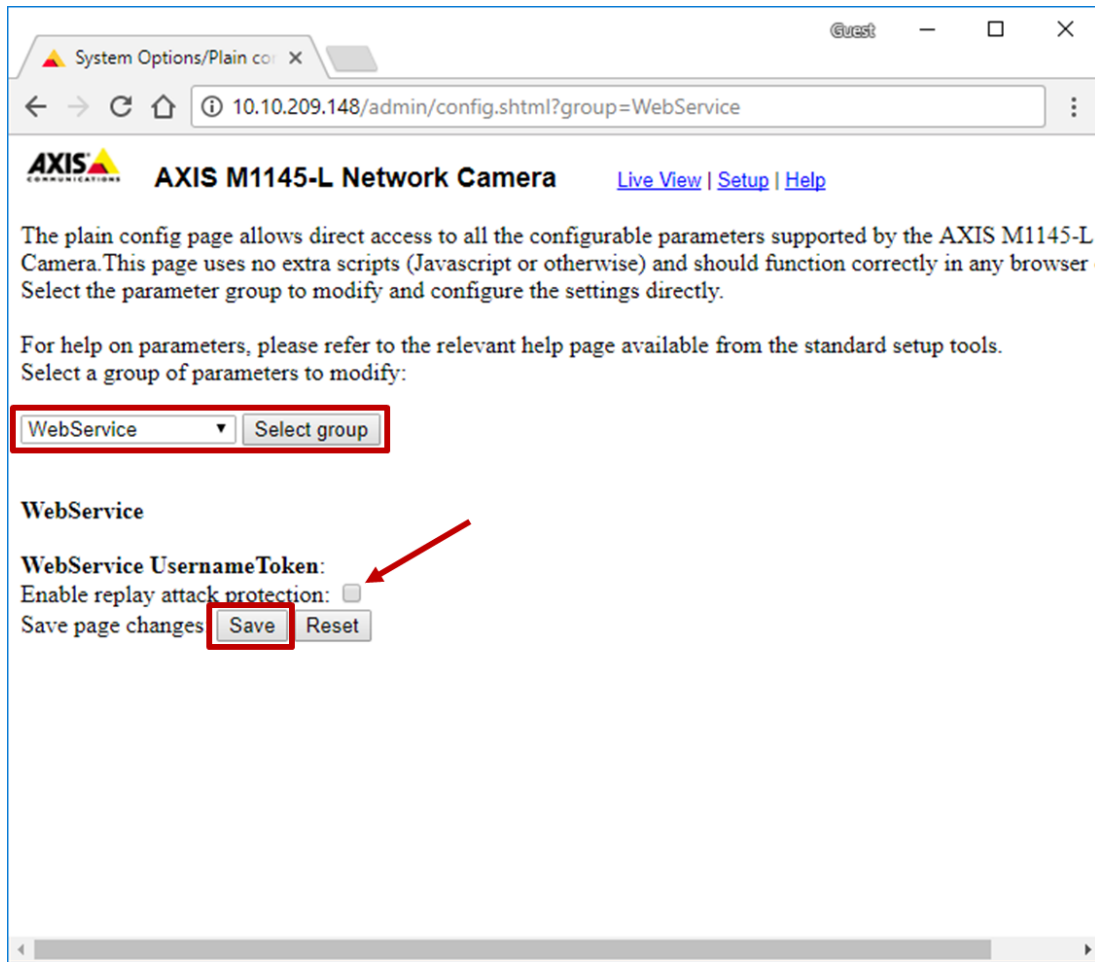 Guest
System Options/Plain co
10.10.209.148/admin/config.shtml?group=WebService
AXIS
COMMUNICATIONS
AXIS M1145-L Network Camera Live View | Setup | Help
The plain config page allows direct access to all the configurable parameters supported by the AXIS M1145-L
Camera.This page uses no extra scripts (Javascript or otherwise) and should function correctly in any browser
Select the parameter group to modify and configure the settings directly.
For help on parameters, please refer to the relevant help page available from the standard setup tools.
Select a group of parameters to modify:
WebService Select group
WebService
WebService UsernameToken:
Enable replay attack protection:
Save page changes Save Reset